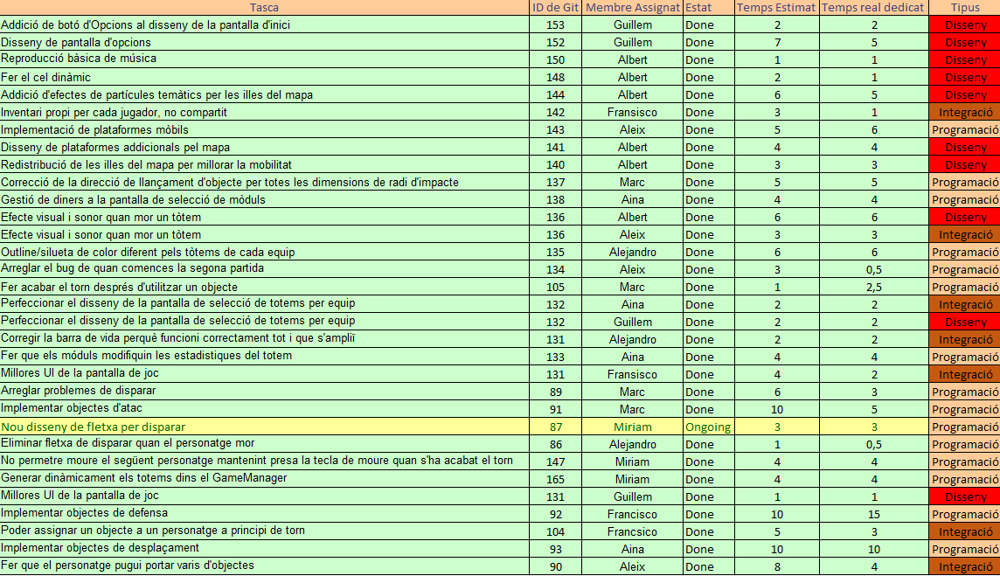 Tasca ID de Git Membre Assignat Estat Temps Estimat Temps real dedicat Tipus
Addició de botó d'Opcions al disseny de la pantalla d'inici 153 Guillem Done 2 2 Disseny
Disseny de pantalla d'opcions 152 Guillem Done 7 5 Disseny
Reproducció bàsica de música 150 Albert Done 1 1 Disseny
Fer el cel dinàmic 148 Albert Done 2 1 Disseny
Addició d'efectes de partícules temàtics per les illes del mapa 144 Albert Done 6 5 Disseny
Inventari propi per cada jugador, no compartit 142 Fransisco Done 3 1 Integració
Implementació de plataformes mòbils 143 Aleix Done 5 6 Programació
Disseny de plataformes addicionals pel mapa 141 Albert Done 4 4 Disseny
Redistribució de les illes del mapa per millorar la mobilitat 140 Albert Done 3 3 Disseny
Correcció de la direcció de llançament d'objecte per totes les dimensions de radi d'impacte 137 Marc Done 5 5 Programació
Gestió de diners a la pantalla de selecció de mòduls 138 Aina Done 4 4 Programació
Efecte visual i sonor quan mor un tòtem 136 Albert Done 6 6 Disseny
Efecte visual i sonor quan mor un tòtem 136 Aleix Done 3 3 Integració
Outline/silueta de color diferent pels tòtems de cada equip 135 Alejandro Done 6 6 Programació
Arreglar el bug de quan comences la segona partida 134 Aleix Done 3 0,5 Programació
Fer acabar el torn després d'utilitzar un objecte 105 Marc Done 1 2,5 Programació
Perfeccionar el disseny de la pantalla de selecció de totems per equip 132 Aina Done 2 2 Integració
Perfeccionar el disseny de la pantalla de selecció de totems per equip 132 Guillem Done 2 2 Disseny
Corregir la barra de vida perquè funcioni correctament tot i que s'ampliï 131 Alejandro Done 2 2 Integració
Fer que els móduls modifiquin les estadistiques del totem 133 Aina Done 4 4 Programació
Millores UI de la pantalla de joc 131 Fransisco Done 4 2 Integració
Arreglar problemes de disparar 89 Marc Done 6 3 Programació
Implementar objectes d'atac 91 Marc Done 10 5 Programació
Nou disseny de fletxa per disparar 87 Miriam Ongoing 3 3 Programació
Eliminar fletxa de disparar quan el personatge mor 86 Alejandro Done 1 0,5 Programació
No permetre moure el següent personatge mantenint presa la tecla de moure quan s'ha acabat el torn 147 Miriam Done 4 4 Programació
Generar dinàmicament els totems dins el GameManager 165 Miriam Done 4 4 Programació
Millores UI de la pantalla de joc 131 Guillem Done 1 1 Disseny
Implementar objectes de defensa 92 Francisco Done 10 15 Programació
Poder assignar un objecte a un personatge a principi de torn 104 Francsico Done 5 3 Integració
Implementar objectes de desplaçament 93 Aina Done 10 10 Programació
Fer que el personatge pugui portar varis d'objectes 90 Aleix Done 8 4 Integració